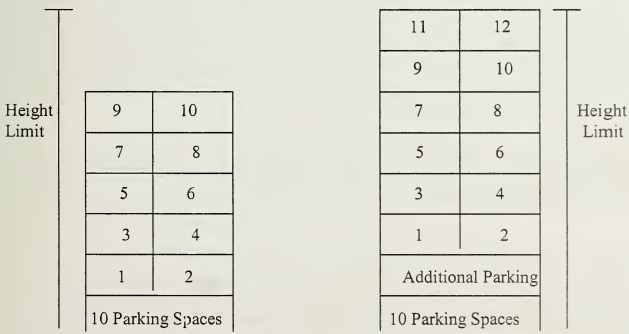 Height
Limit
9 10
7 8
5 6
3 4
1 2
10 Parking Spaces
11 12
9 10
7 8
5 6
3 4
1 2
Additional Parking
10 Parking Spaces
Height
Limit